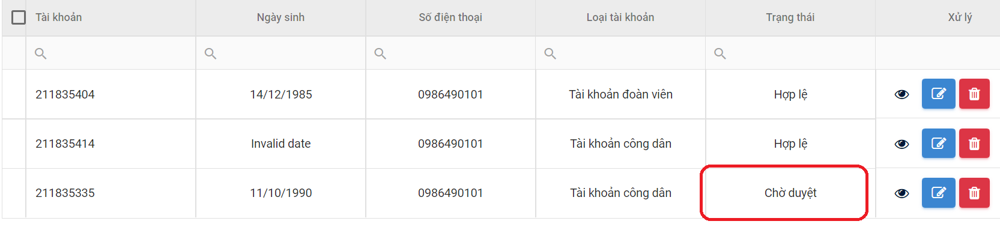 Tài khoản Ngày sinh Số điện thoại Loại tài khoản Trạng thái Xử lý
211835404 14/12/1985 0986490101 Tài khoản đoàn viên Hợp lệ
211835414 Invalid date 0986490101 Tài khoản công dân Hợp lệ
211835335 11/10/1990 0986490101 Tài khoản công dân Chờ duyệt